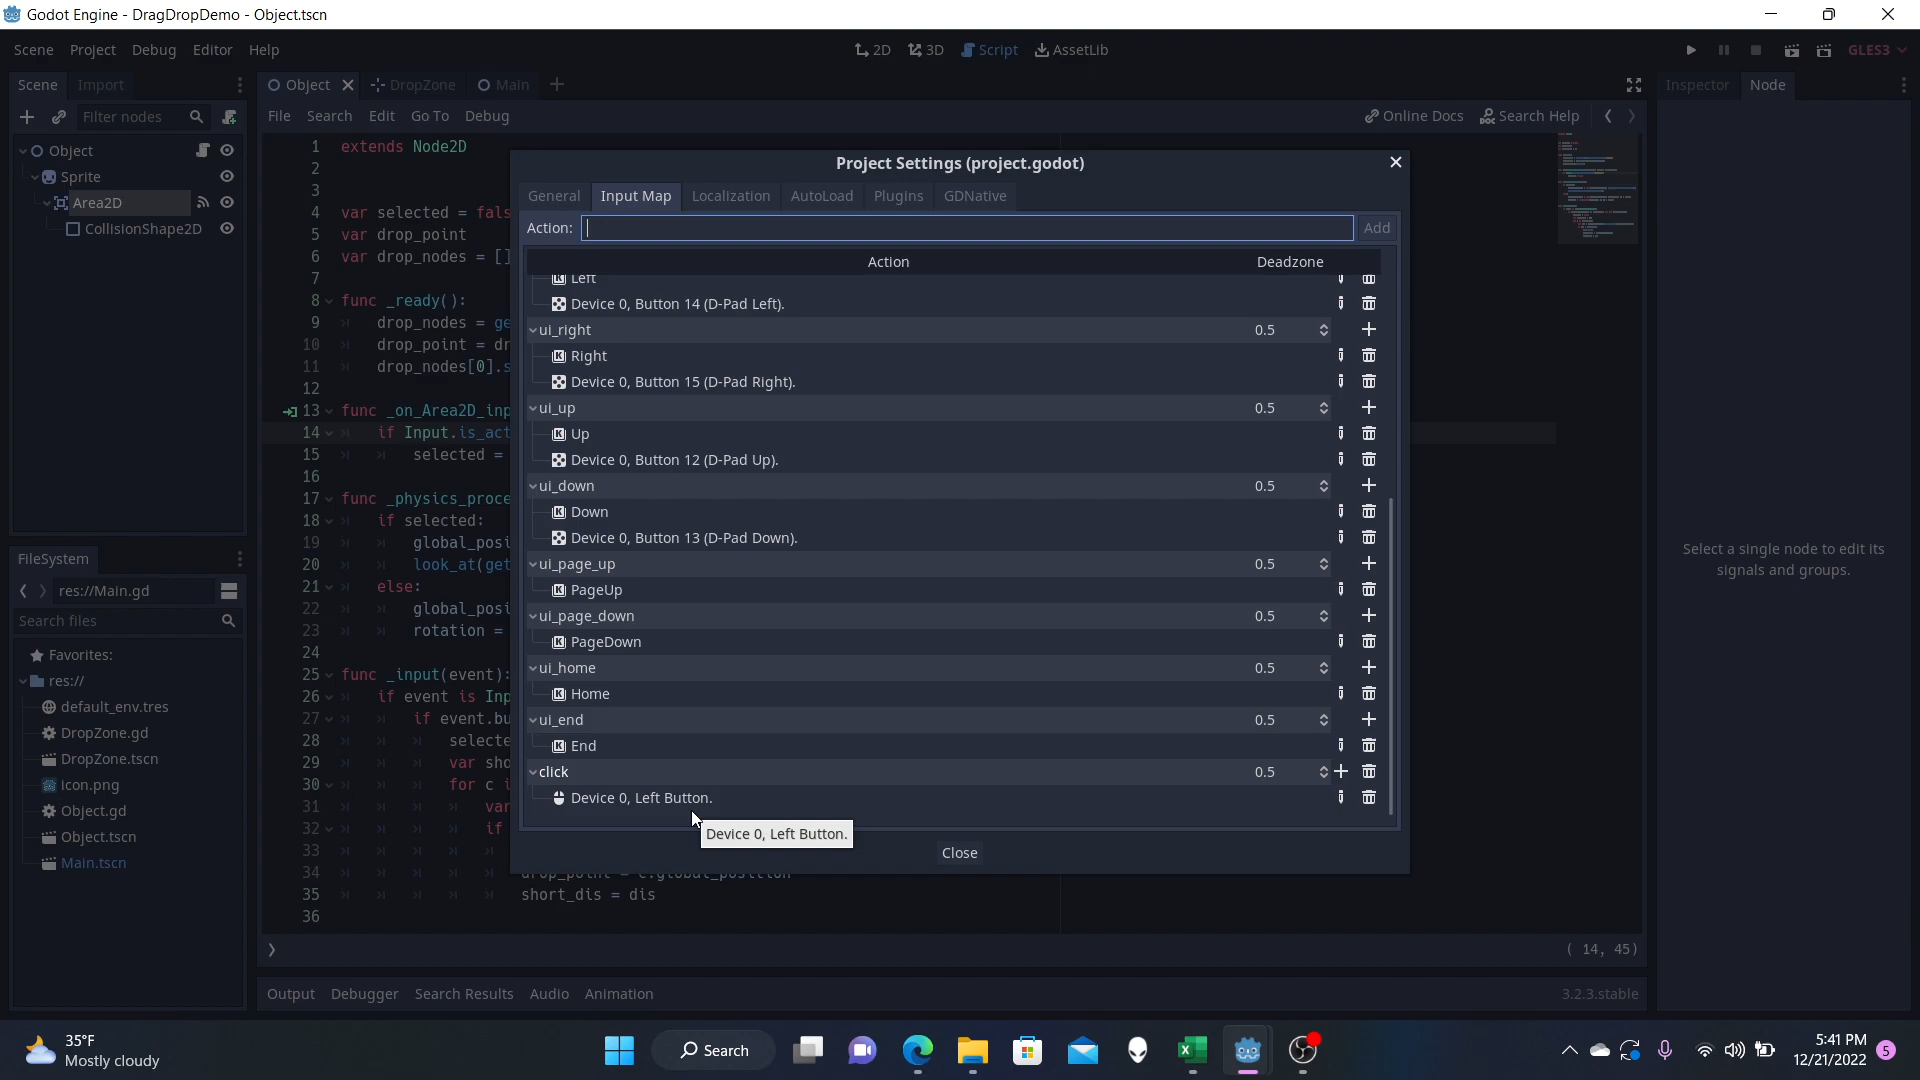 Godot Engine - DragDropDemo - Object.tscn
Scene Project Debug Editor Help
2D 3D Script AssetLib
GLES3
Scene Import
Object DropZone Main
Inspector Node
Filter nodes
File Search Edit Go To Debug
Online Docs Search Help
Object
Sprite
Area2D
CollisionShape2D
1 extends Node2D
2
3
4 var selected = fals
5 var drop_point
6 var drop_nodes = []
7
8 func _ready():
9 drop_nodes = ge
10 drop_point = dr
11 drop_nodes[0].s
12
13 func _on_Area2D_inp
14 if Input.is_act
15 selected =
16
17 func _physics_proce
18 if selected:
19 global_posi
20 look_at(get
21 else:
22 global_posi
23 rotation =
24
25 func _input(event):
26 if event is Inp
27 if event.bu
28 selecte
29 var sho
30 for c i
31 var
32 if
33
34 drop_point = c.global_position
35 short_dis = dis
36
Project Settings (project.godot)
General Input Map Localization AutoLoad Plugins GDNative
Action: Add
Action Deadzone
Left
Device 0, Button 14 (D-Pad Left).
ui_right 0.5
Right
Device 0, Button 15 (D-Pad Right).
ui_up 0.5
Up
Device 0, Button 12 (D-Pad Up).
ui_down 0.5
Down
Device 0, Button 13 (D-Pad Down).
ui_page_up 0.5
PageUp
ui_page_down 0.5
PageDown
ui_home 0.5
Home
ui_end 0.5
End
click 0.5
Device 0, Left Button.
Device 0, Left Button.
Close
Select a single node to edit its
signals and groups.
FileSystem
res://Main.gd
Search files
Favorites:
res://
default_env.tres
DropZone.gd
DropZone.tscn
icon.png
Object.gd
Object.tscn
Main.tscn
( 14, 45)
Output Debugger Search Results Audio Animation
3.2.3.stable
35°F
Mostly cloudy
Search
5:41 PM
12/21/2022
5